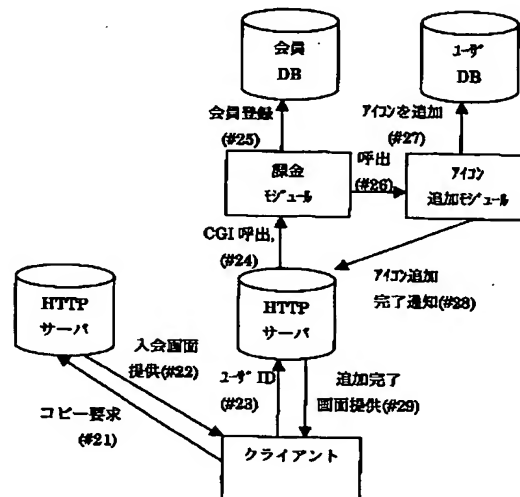 会員
DB
ユーザ
DB
会員登録
(#25)
アイコンを追加
(#27)
課金
モジュール
呼出
(#26)
アイコン
追加モジュール
CGI 呼出,
(#24)
アイコン追加
完了通知(#28)
HTTP
サーバ
HTTP
サーバ
入会画面
提供(#22)
ユーザ ID
(#23)
追加完了
画面提供(#29)
コピー要求
(#21)
クライアント